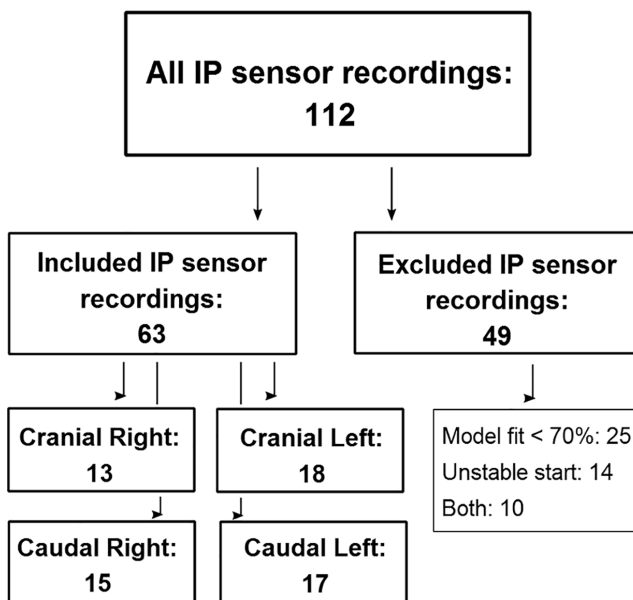 All IP sensor recordings:
112
Included IP sensor
recordings:
63
Excluded IP sensor
recordings:
49
Cranial Right:
13
Cranial Left:
18
Model fit < 70%: 25
Unstable start: 14
Both: 10
Caudal Right:
15
Caudal Left:
17